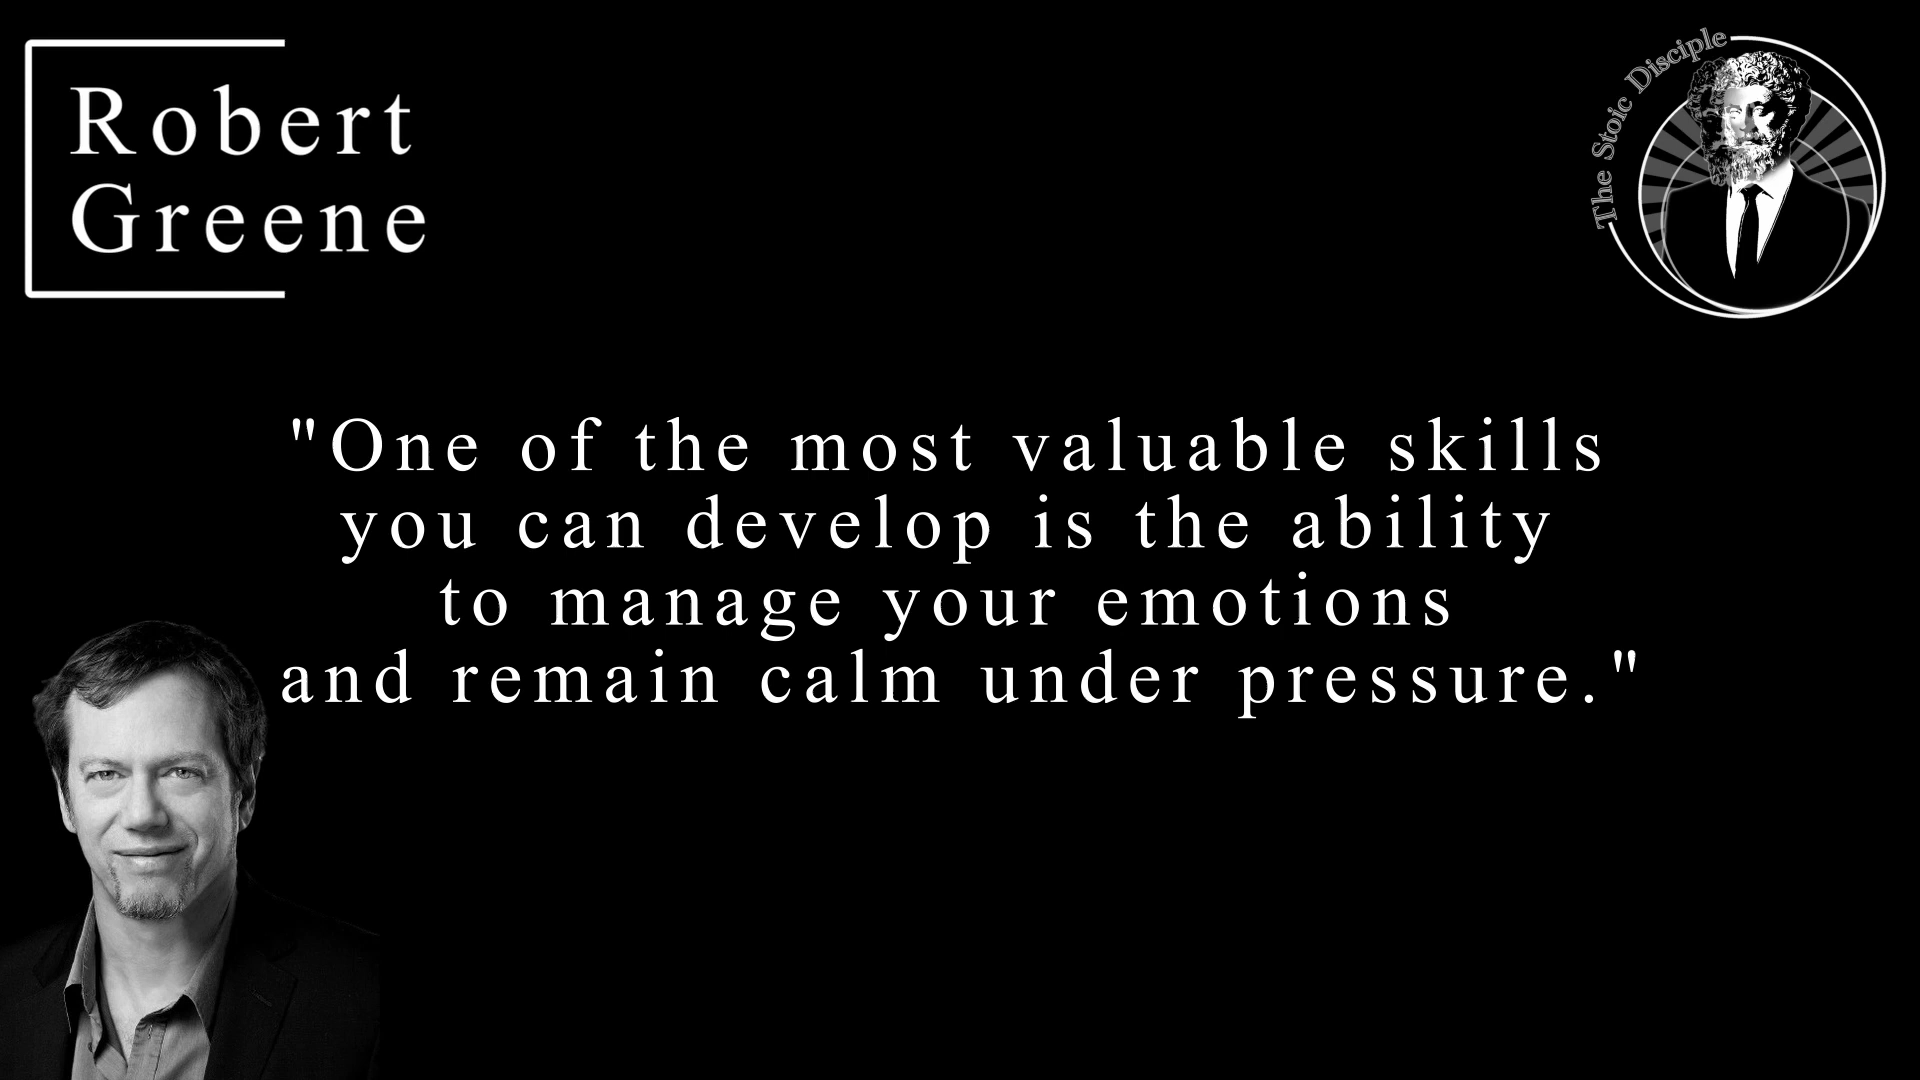 Robert
Greene
The Stoic Disciple
"One of the most valuable skills
you can develop is the ability
to manage your emotions
and remain calm under pressure."